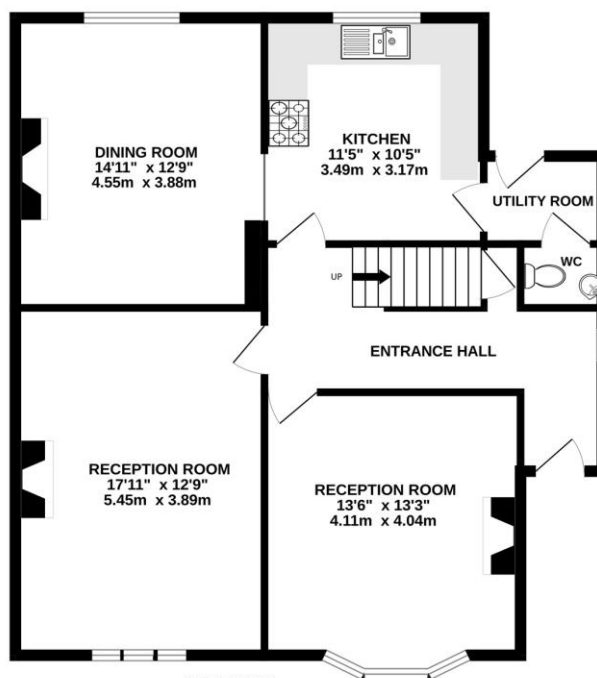 DINING ROOM
14'11" x 12'9"
4.55m x 3.88m
KITCHEN
11'5" x 10'5"
3.49m x 3.17m
UTILITY ROOM
WC
UP
ENTRANCE HALL
RECEPTION ROOM
17'11" x 12'9"
5.45m x 3.89m
RECEPTION ROOM
13'6" x 13'3"
4.11m x 4.04m